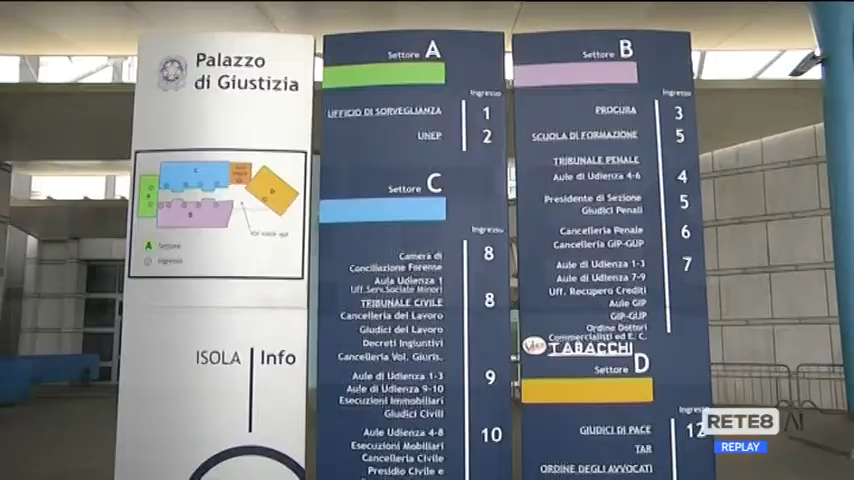 Palazzo
di Giustizia
A Settore
Ingresso
ISOLA Info
Settore A
Ingresso
UFFICIO DI SORVEGLIANZA 1
UNEP 2
Settore C
Ingresso
Camera di 8
Conciliazione Forense
Aula Udienza 1
Uff.Serv.Sociale Minori
TRIBUNALE CIVILE 8
Cancelleria del Lavoro
Giudici del Lavoro
Decreti Ingiuntivi
Cancelleria Vol. Giuris.
Aule di Udienza 1-3 9
Aule di Udienza 9-10
Esecuzioni Immobiliari
Giudici Civili
Aule Udienza 4-8 10
Esecuzioni Mobiliari
Cancelleria Civile
Presidio Civile e
Settore B
Ingresso
PROCURA 3
SCUOLA DI FORMAZIONE 5
TRIBUNALE PENALE
Aule di Udienza 4-6 4
Presidente di Sezione 5
Giudici Penali
Cancelleria Penale 6
Cancelleria GIP-GUP
Aule di Udienza 1-3 7
Aule di Udienza 7-9
Uff. Recupero Crediti
Aule GIP
GIP-GUP
Ordine Dottori
Commercialisti ed E. C.
TABACCHI
Settore D
Ingresso
GIUDICI DI PACE 12
TAR
ORDINE DEGLI AVVOCATI
RETE8
REPLAY